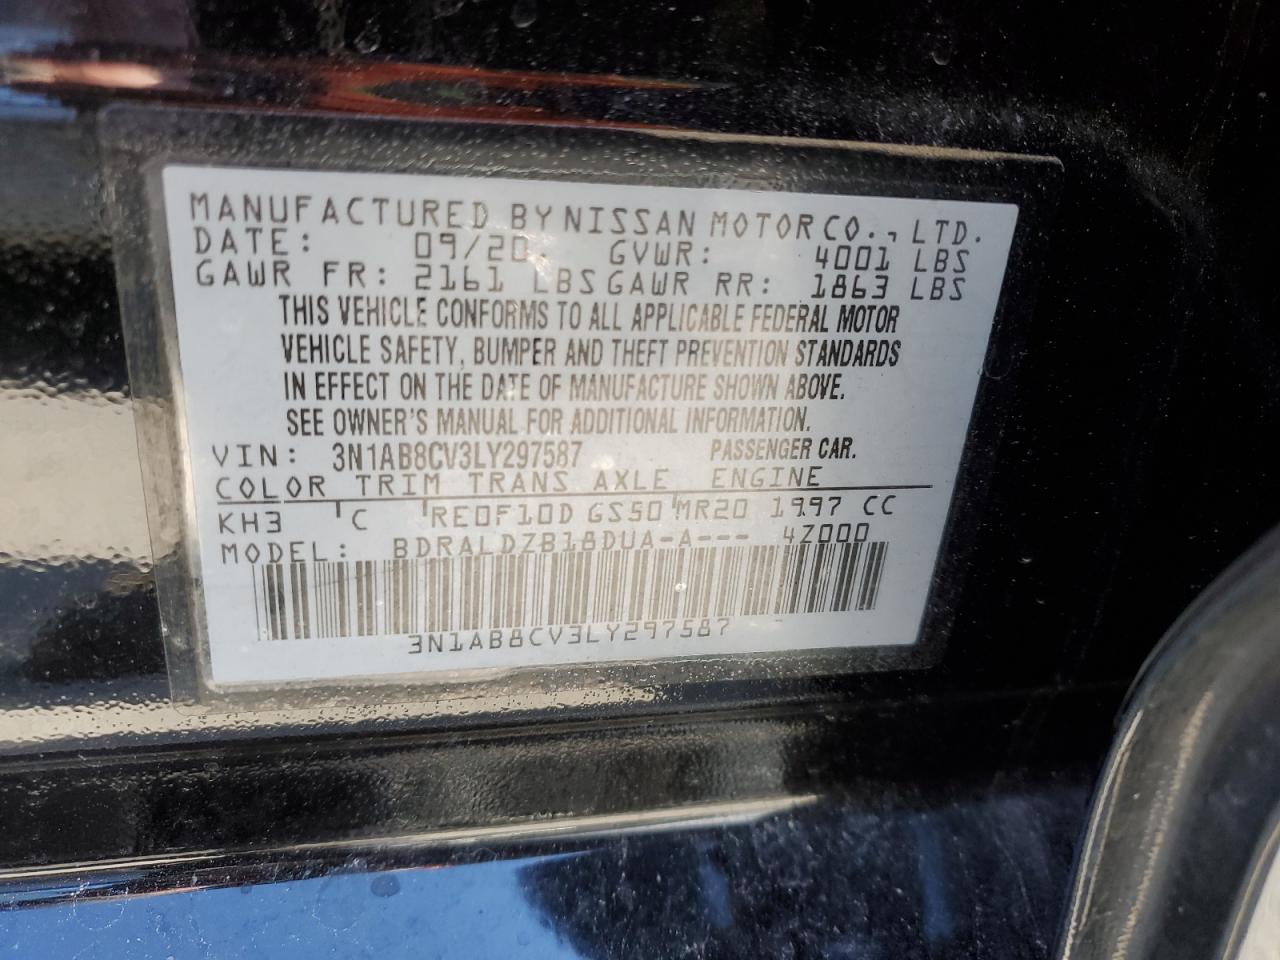 MANUFACTURED BY NISSAN MOTOR CO., LTD.
DATE: 09/20 GVWR: 4001 LBS
GAWR FR: 2161 LBS GAWR RR: 1863 LBS
THIS VEHICLE CONFORMS TO ALL APPLICABLE FEDERAL MOTOR
VEHICLE SAFETY, BUMPER AND THEFT PREVENTION STANDARDS
IN EFFECT ON THE DATE OF MANUFACTURE SHOWN ABOVE.
SEE OWNER'S MANUAL FOR ADDITIONAL INFORMATION.
VIN: 3N1AB8CV3LY297587 PASSENGER CAR.
COLOR TRIM TRANS AXLE ENGINE
KH3 'C 'RE0F10D GS50 'MR20 1997 CC
MODEL: BDRALDZB18DUA-A--- 4Z000
3N1AB8CV3LY297587